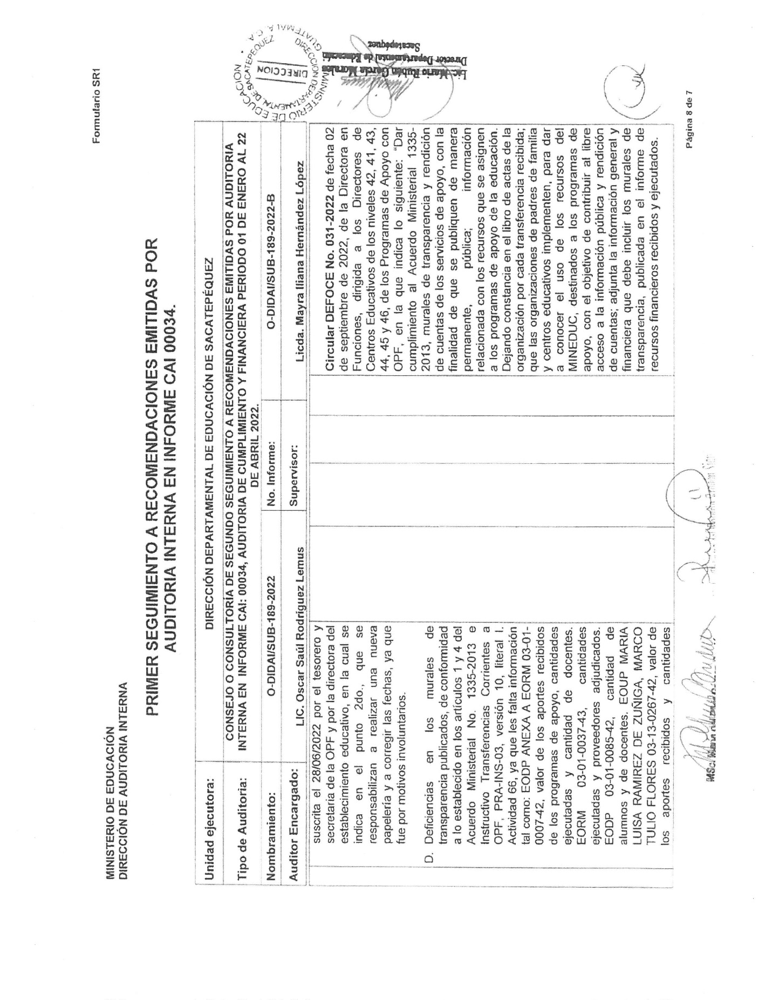 Formulario SR1
MINISTERIO DE EDUCACIÓN
DIRECCIÓN DE AUDITORIA INTERNA
PRIMER SEGUIMIENTO A RECOMENDACIONES EMITIDAS POR
AUDITORIA INTERNA EN INFORME CAI 00034.
Unidad ejecutora:
DIRECCIÓN DEPARTAMENTAL DE EDUCACIÓN DE SACATEPÉQUEZ
Tipo de Auditoria:
CONSEJO O CONSULTORÍA DE SEGUNDO SEGUIMIENTO A RECOMENDACIONES EMITIDAS POR AUDITORIA
INTERNA EN INFORME CAI: 00034, AUDITORIA DE CUMPLIMIENTO Y FINANCIERA PERIODO 01 DE ENERO AL 22
DE ABRIL 2022.
Nombramiento:
O-DIDAI/SUB-189-2022
No. Informe:
O-DIDAI/SUB-189-2022-B
Auditor Encargado:
LIC. Oscar Saúl Rodríguez Lemus
Supervisor:
Licda. Mayra Iliana Hernández López
suscrita el 28/06/2022 por el tesorero y
secretaria de la OPF y por la directora del
establecimiento educativo, en la cual se
indica en el punto 2do., que se
responsabilizan a realizar una nueva
papelería y a corregir las fechas, ya que
fue por motivos involuntarios.
D. Deficiencias en los murales de
transparencia publicados, de conformidad
a lo establecido en los artículos 1 y 4 del
Acuerdo Ministerial No. 1335-2013 e
Instructivo Transferencias Corrientes a
OPF, PRA-INS-03, versión 10, literal I.
Actividad 66, ya que les falta información
tal como: EODP ANEXA A EORM 03-01-
0007-42, valor de los aportes recibidos
de los programas de apoyo, cantidades
ejecutadas y cantidad de docentes.
EORM 03-01-0037-43, cantidades
ejecutadas y proveedores adjudicados.
EODP 03-01-0085-42, cantidad de
alumnos y de docentes. EOUP MARIA
LUISA RAMIREZ DE ZUÑIGA, MARCO
TULIO FLORES 03-13-0267-42, valor de
los aportes recibidos y cantidades
Circular DEFOCE No. 031-2022 de fecha 02
de septiembre de 2022, de la Directora en
Funciones, dirigida a los Directores de
Centros Educativos de los niveles 42, 41, 43,
44, 45 y 46, de los Programas de Apoyo con
OPF, en la que indica lo siguiente: “Dar
cumplimiento al Acuerdo Ministerial 1335-
2013, murales de transparencia y rendición
de cuentas de los servicios de apoyo, con la
finalidad de que se publiquen de manera
permanente, pública; información
relacionada con los recursos que se asignen
a los programas de apoyo de la educación.
Dejando constancia en el libro de actas de la
organización por cada transferencia recibida;
que las organizaciones de padres de familia
y centros educativos implementen, para dar
a conocer el uso de los recursos del
MINEDUC, destinados a los programas de
apoyo, con el objetivo de contribuir al libre
acceso a la información pública y rendición
de cuentas; adjunta la información general y
financiera que debe incluir los murales de
transparencia, publicada en el informe de
recursos financieros recibidos y ejecutados.
MINISTERIO DE EDUCACION
GUATEMALA, C.A.
DIRECCION DEPARTAMENTAL DE SACATEPEQUEZ
DIRECCION
Lic. Mario Rubén García Morales
Director Departamental de Educación
Sacatepéquez
MSc.
Página 8 de 7